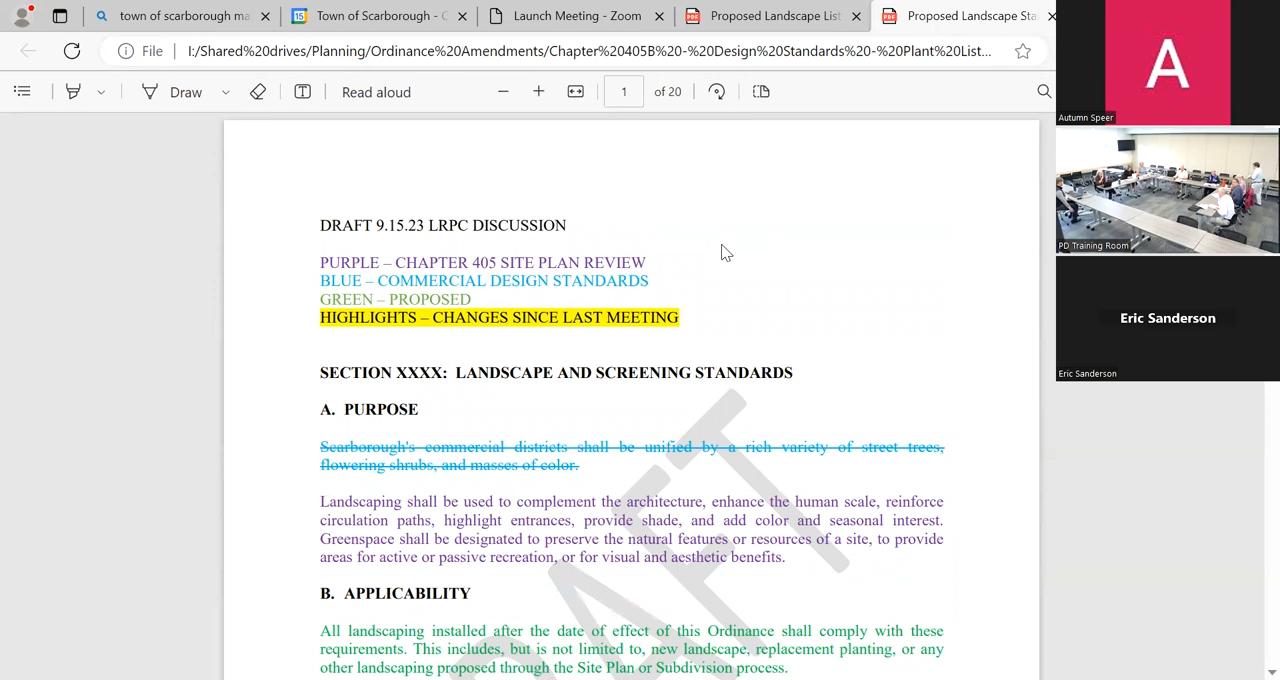 town of scarborough ma
Town of Scarborough - C
Launch Meeting - Zoom
Proposed Landscape List
Proposed Landscape Sta
File
I:/Shared%20drives/Planning/Ordinance%20Amendments/Chapter%20405B%20-%20Design%20Standards%20-%20Plant%20List...
Draw
Read aloud
1
of 20
A
Autumn Speer
PD Training Room
Eric Sanderson
Eric Sanderson
DRAFT 9.15.23 LRPC DISCUSSION
PURPLE – CHAPTER 405 SITE PLAN REVIEW
BLUE – COMMERCIAL DESIGN STANDARDS
GREEN – PROPOSED
HIGHLIGHTS – CHANGES SINCE LAST MEETING
SECTION XXXX: LANDSCAPE AND SCREENING STANDARDS
A. PURPOSE
Scarborough's commercial districts shall be unified by a rich variety of street trees,
flowering shrubs, and masses of color.
Landscaping shall be used to complement the architecture, enhance the human scale, reinforce
circulation paths, highlight entrances, provide shade, and add color and seasonal interest.
Greenspace shall be designated to preserve the natural features or resources of a site, to provide
areas for active or passive recreation, or for visual and aesthetic benefits.
B. APPLICABILITY
All landscaping installed after the date of effect of this Ordinance shall comply with these
requirements. This includes, but is not limited to, new landscape, replacement planting, or any
other landscaping proposed through the Site Plan or Subdivision process.
DRAFT